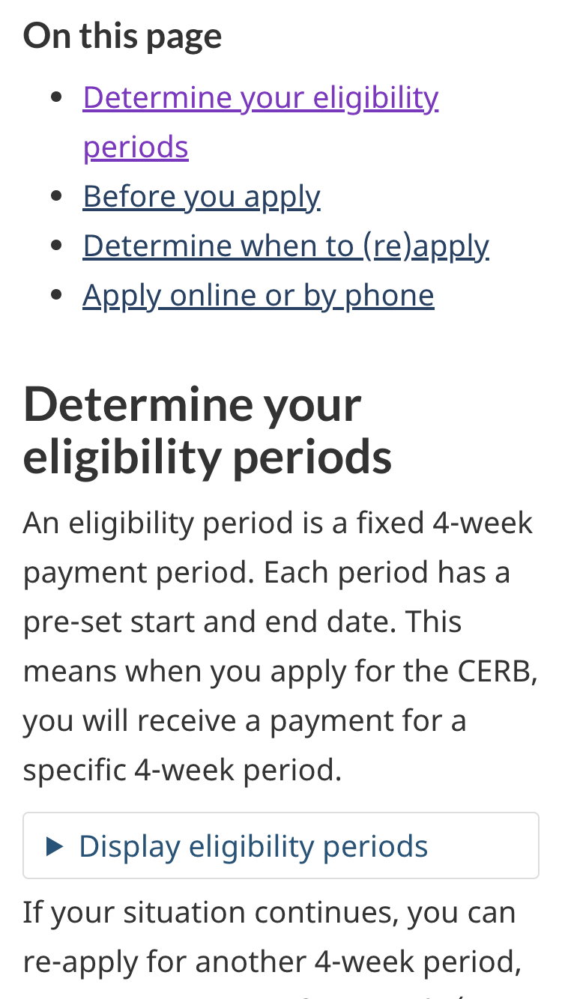 On this page
Determine your eligibility
periods
Before you apply
Determine when to (re)apply
Apply online or by phone
Determine your
eligibility periods
An eligibility period is a fixed 4-week
payment period. Each period has a
pre-set start and end date. This
means when you apply for the CERB,
you will receive a payment for a
specific 4-week period.
Display eligibility periods
If your situation continues, you can
re-apply for another 4-week period,